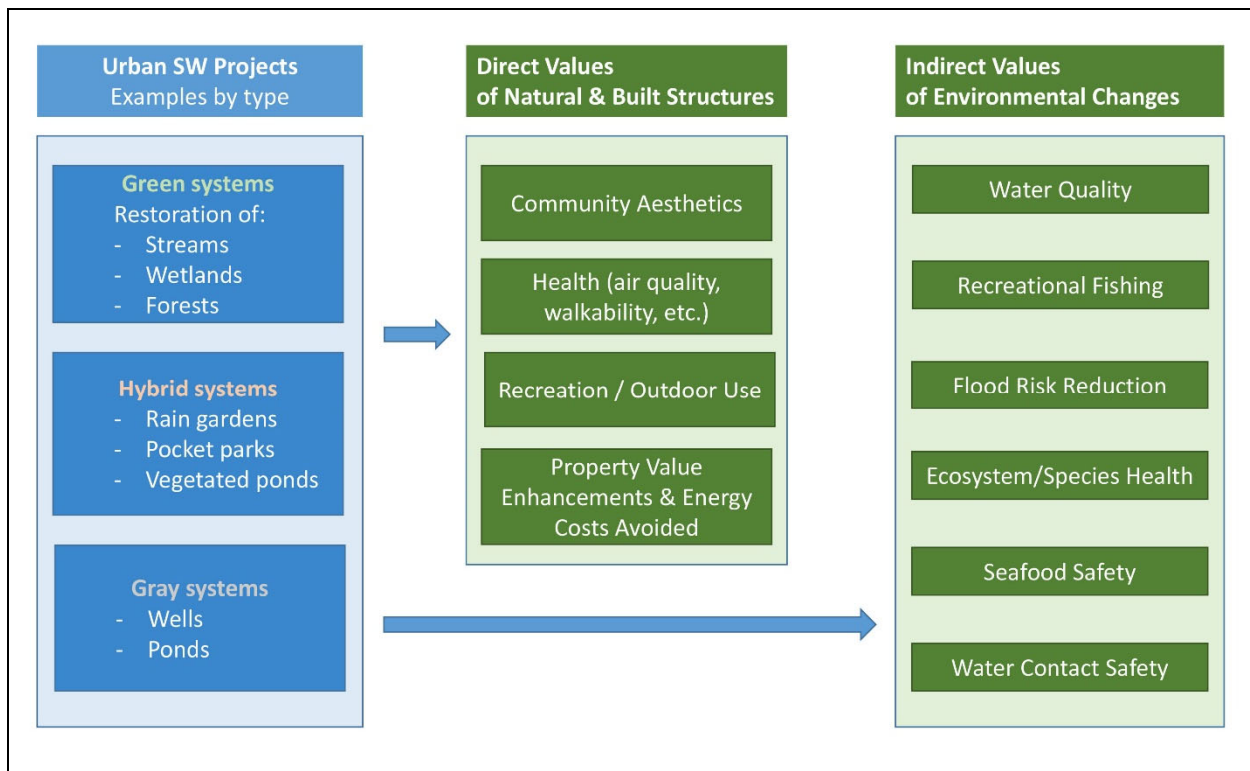 Urban SW Projects
Examples by type
Green systems
Restoration of:
- Streams
- Wetlands
- Forests
Hybrid systems
- Rain gardens
- Pocket parks
- Vegetated ponds
Gray systems
- Wells
- Ponds
Direct Values
of Natural & Built Structures
Community Aesthetics
Health (air quality,
walkability, etc.)
Recreation / Outdoor Use
Property Value
Enhancements & Energy
Costs Avoided
Indirect Values
of Environmental Changes
Water Quality
Recreational Fishing
Flood Risk Reduction
Ecosystem/Species Health
Seafood Safety
Water Contact Safety